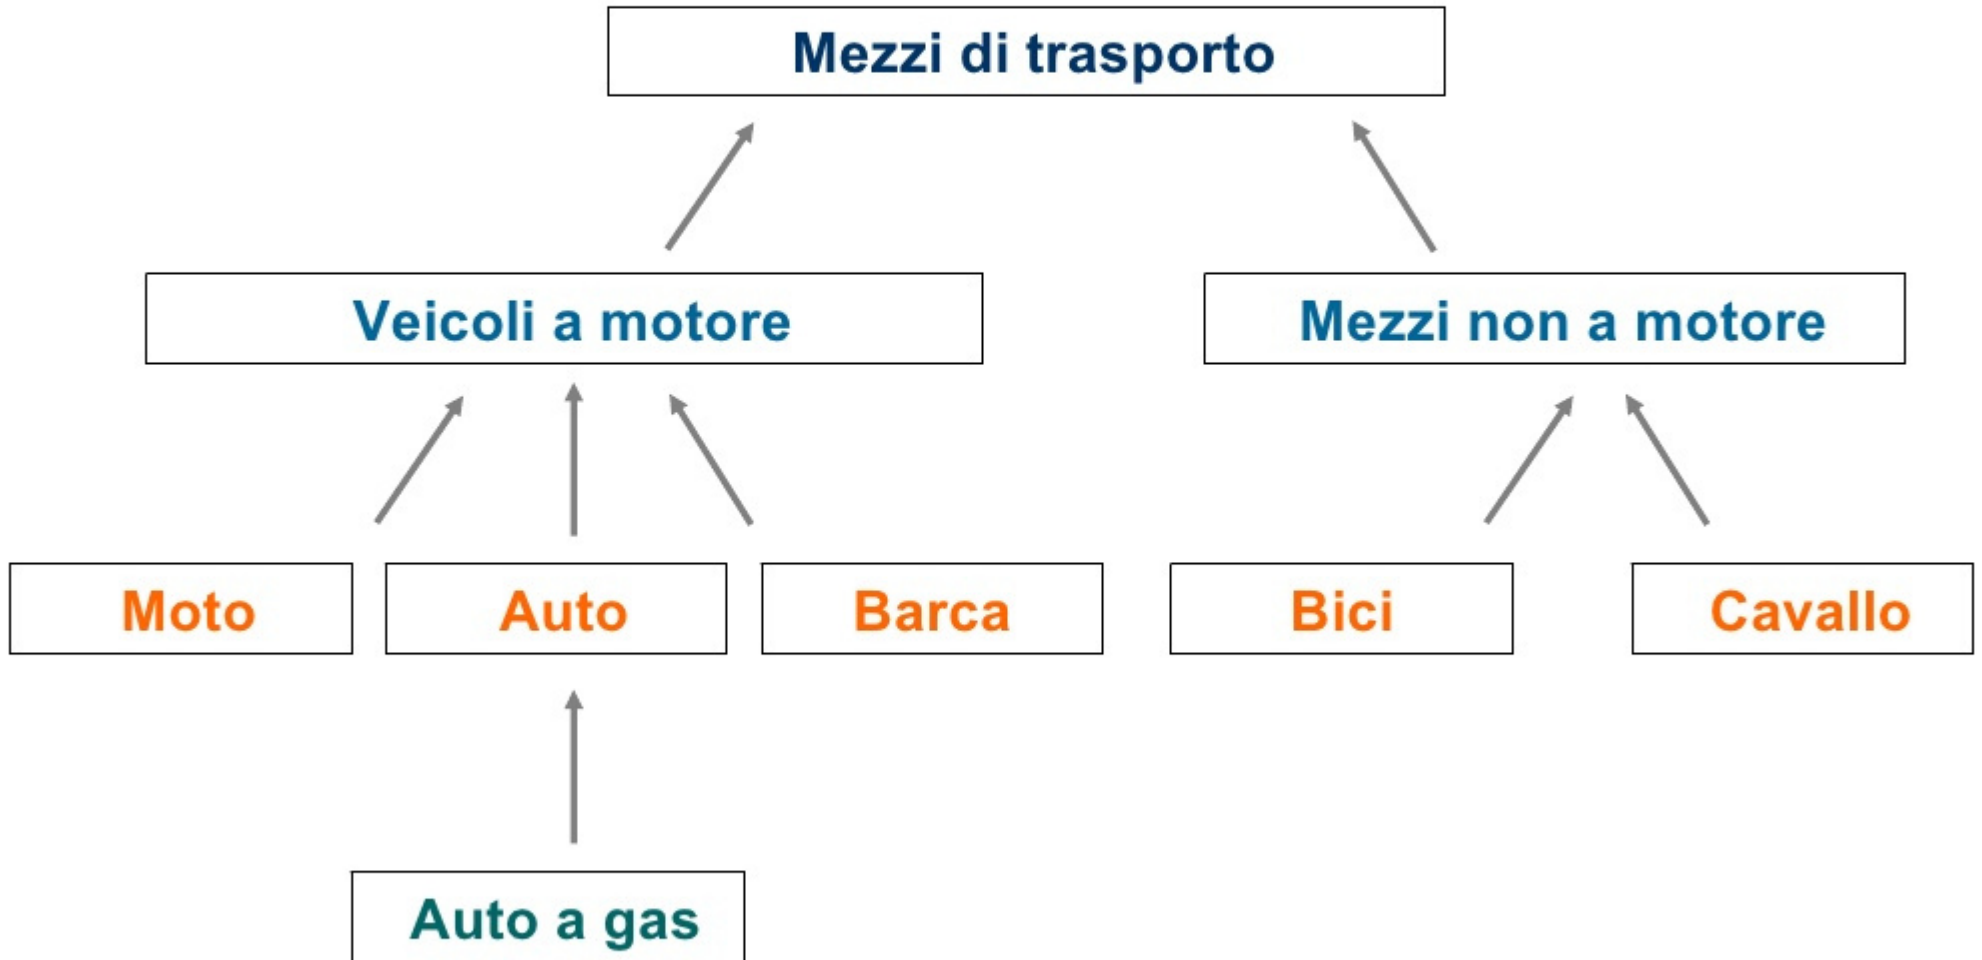 Mezzi di trasporto
Veicoli a motore
Mezzi non a motore
Moto
Auto
Barca
Bici
Cavallo
Auto a gas